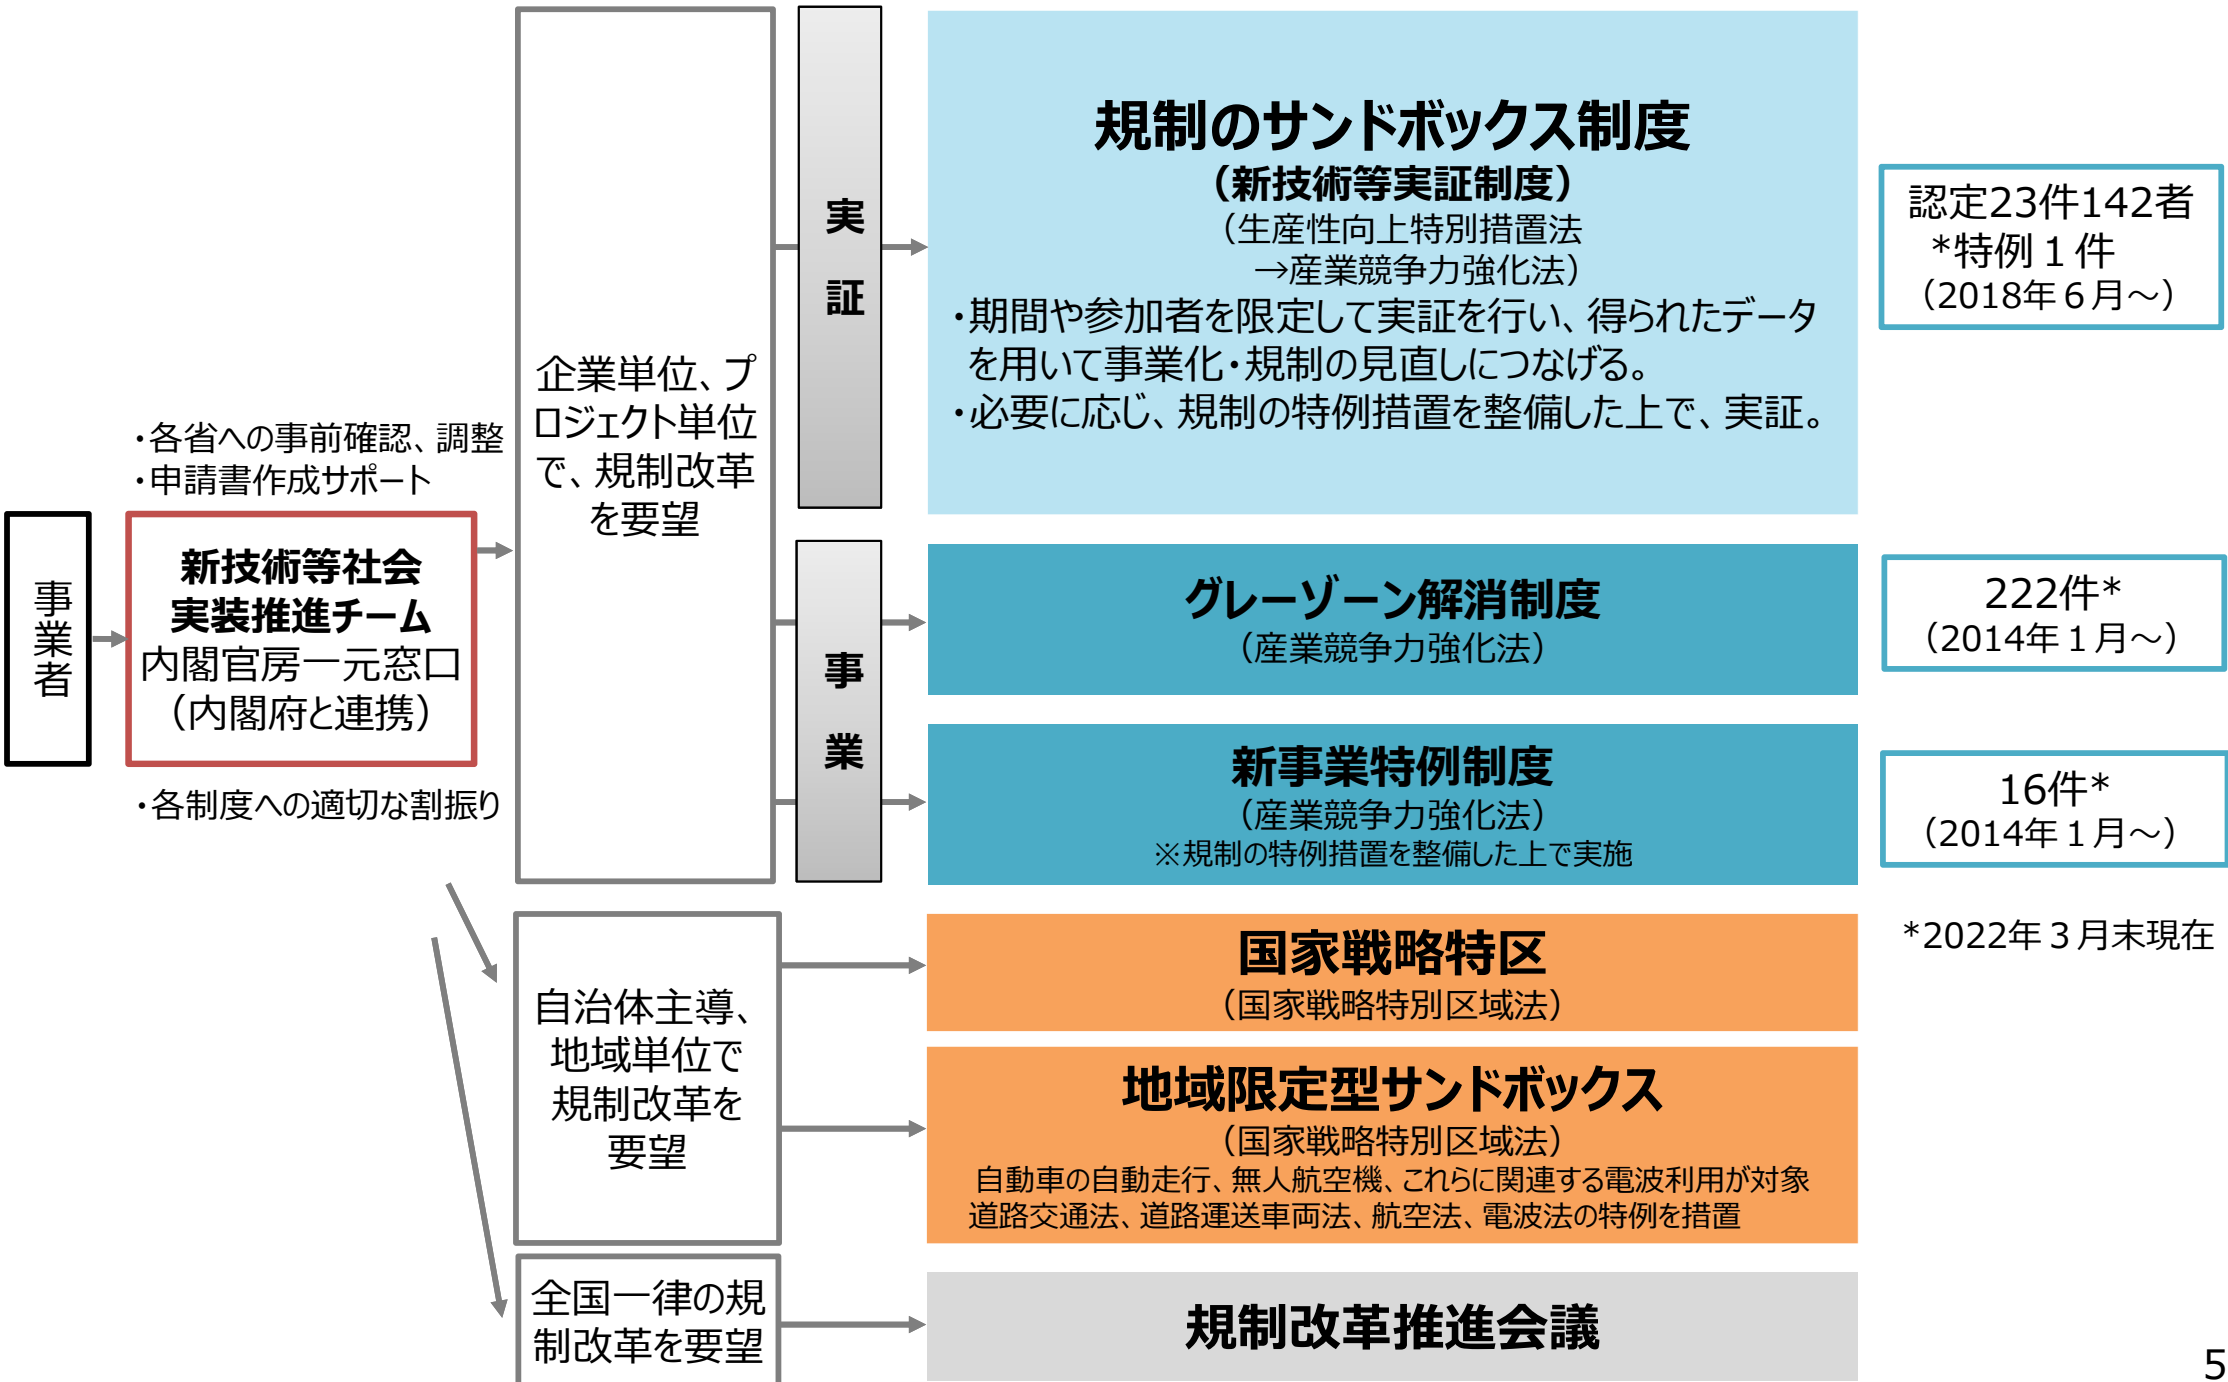 事業者
・各省への事前確認、調整
・申請書作成サポート
新技術等社会
実装推進チーム
内閣官房一元窓口
（内閣府と連携）
・各制度への適切な割振り
企業単位、プ
ロジェクト単位
で、規制改革
を要望
実証
規制のサンドボックス制度
（新技術等実証制度）
（生産性向上特別措置法
→産業競争力強化法）
・期間や参加者を限定して実証を行い、得られたデータ
を用いて事業化・規制の見直しにつなげる。
・必要に応じ、規制の特例措置を整備した上で、実証。
認定23件142者
*特例１件
（2018年６月～）
事業
グレーゾーン解消制度
（産業競争力強化法）
222件*
（2014年１月～）
新事業特例制度
（産業競争力強化法）
※規制の特例措置を整備した上で実施
16件*
（2014年１月～）
*2022年３月末現在
自治体主導、
地域単位で
規制改革を
要望
国家戦略特区
（国家戦略特別区域法）
地域限定型サンドボックス
（国家戦略特別区域法）
自動車の自動走行、無人航空機、これらに関連する電波利用が対象
道路交通法、道路運送車両法、航空法、電波法の特例を措置
全国一律の規
制改革を要望
規制改革推進会議
5